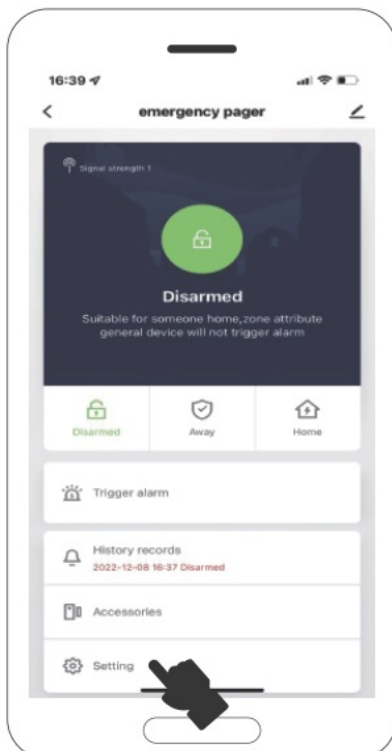 16:39
emergency pager
Signal strength 1
Disarmed
Suitable for someone home,zone attribute
general device will not trigger alarm
Disarmed
Away
Home
Trigger alarm
History records
2022-12-08 16:37 Disarmed
Accessories
Setting